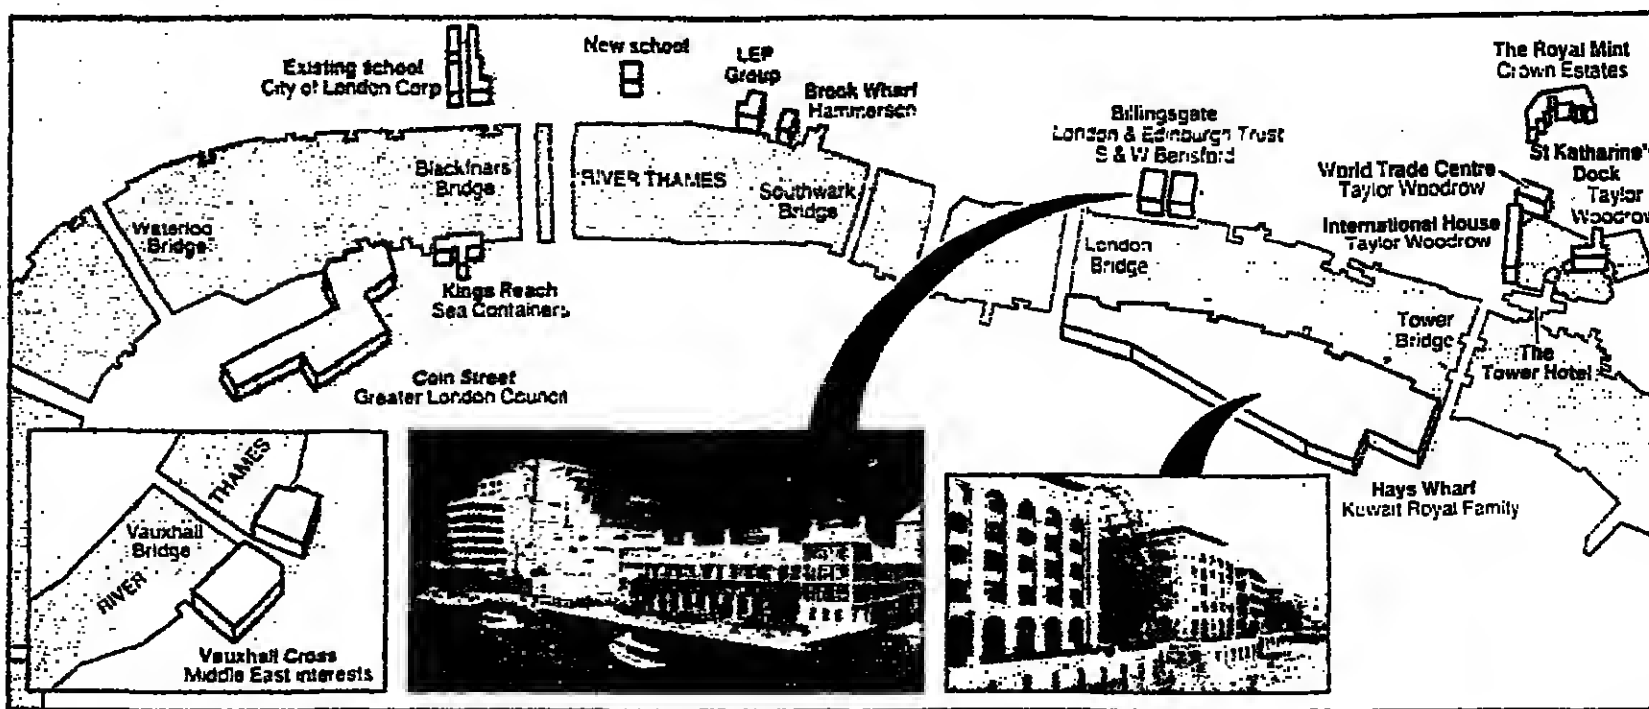 Existing school
City of London Corp
New school
LEP
Group
Brook Wharf
Hammerson
Billingsgate
London & Edinburgh Trust
S & W Berisford
The Royal Mint
Crown Estates
World Trade Centre
Taylor Woodrow
St Katharine's
Dock
Taylor
Woodrow
International House
Taylor Woodrow
Waterloo
Bridge
Blackfriars
Bridge
RIVER THAMES
Southwark
Bridge
London
Bridge
Tower
Bridge
The
Tower Hotel
Kings Reach
Sea Containers
Coin Street
Greater London Council
Hays Wharf
Kuwait Royal Family
THAMES
Vauxhall
Bridge
RIVER
Vauxhall Cross
Middle East interests